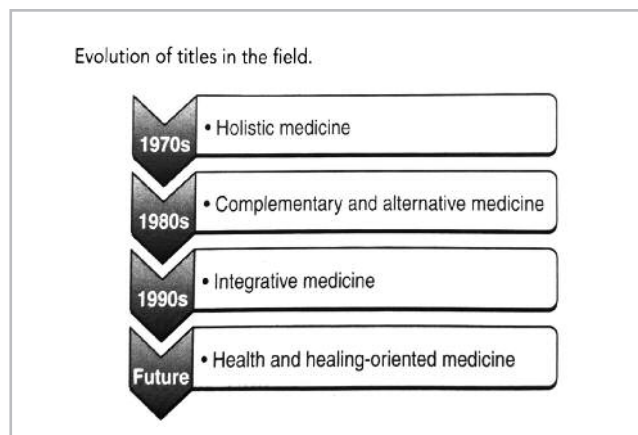 Evolution of titles in the field.
1970s
• Holistic medicine
1980s
• Complementary and alternative medicine
1990s
• Integrative medicine
Future
• Health and healing-oriented medicine